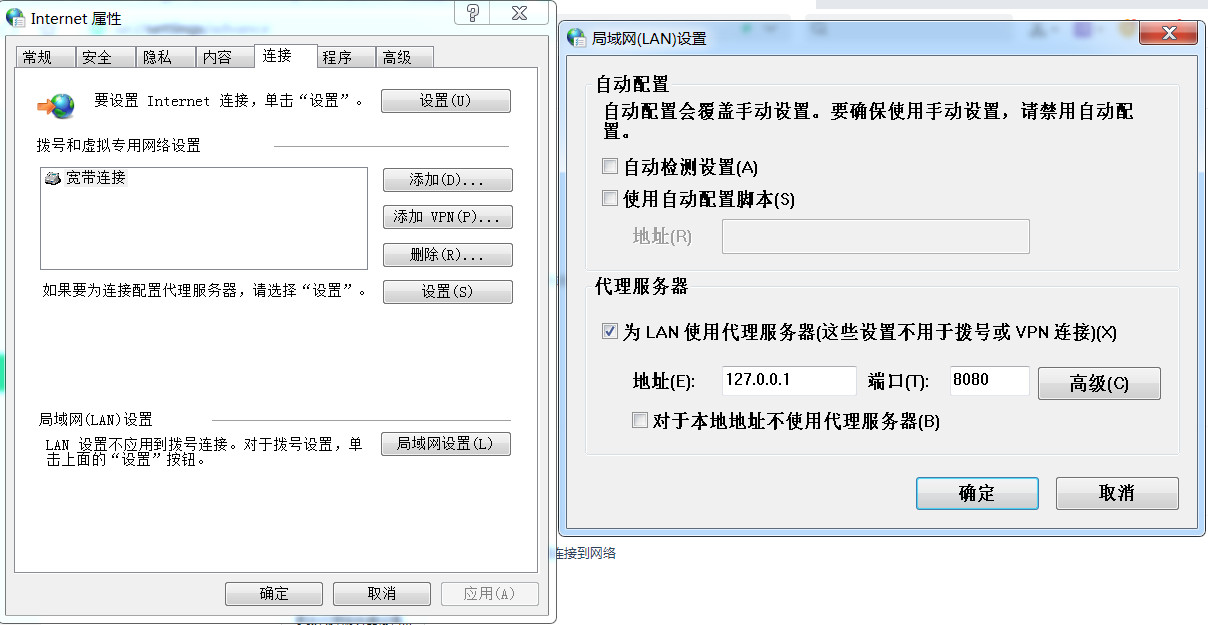 Internet 属性
常规 安全 隐私 内容 连接 程序 高级
要设置 Internet 连接，单击“设置”。
设置(U)
拨号和虚拟专用网络设置
宽带连接
添加(D)...
添加 VPN(P)...
删除(R)...
如果要为连接配置代理服务器，请选择“设置”。
设置(S)
局域网(LAN)设置
LAN 设置不应用到拨号连接。对于拨号设置，单
击上面的“设置”按钮。
局域网设置(L)
确定 取消 应用(A)
局域网(LAN)设置
自动配置
自动配置会覆盖手动设置。要确保使用手动设置，请禁用自动配
置。
自动检测设置(A)
使用自动配置脚本(S)
地址(R)
代理服务器
为 LAN 使用代理服务器(这些设置不用于拨号或 VPN 连接)(X)
地址(E): 127.0.0.1 端口(T): 8080 高级(C)
对于本地地址不使用代理服务器(B)
确定 取消
连接到网络